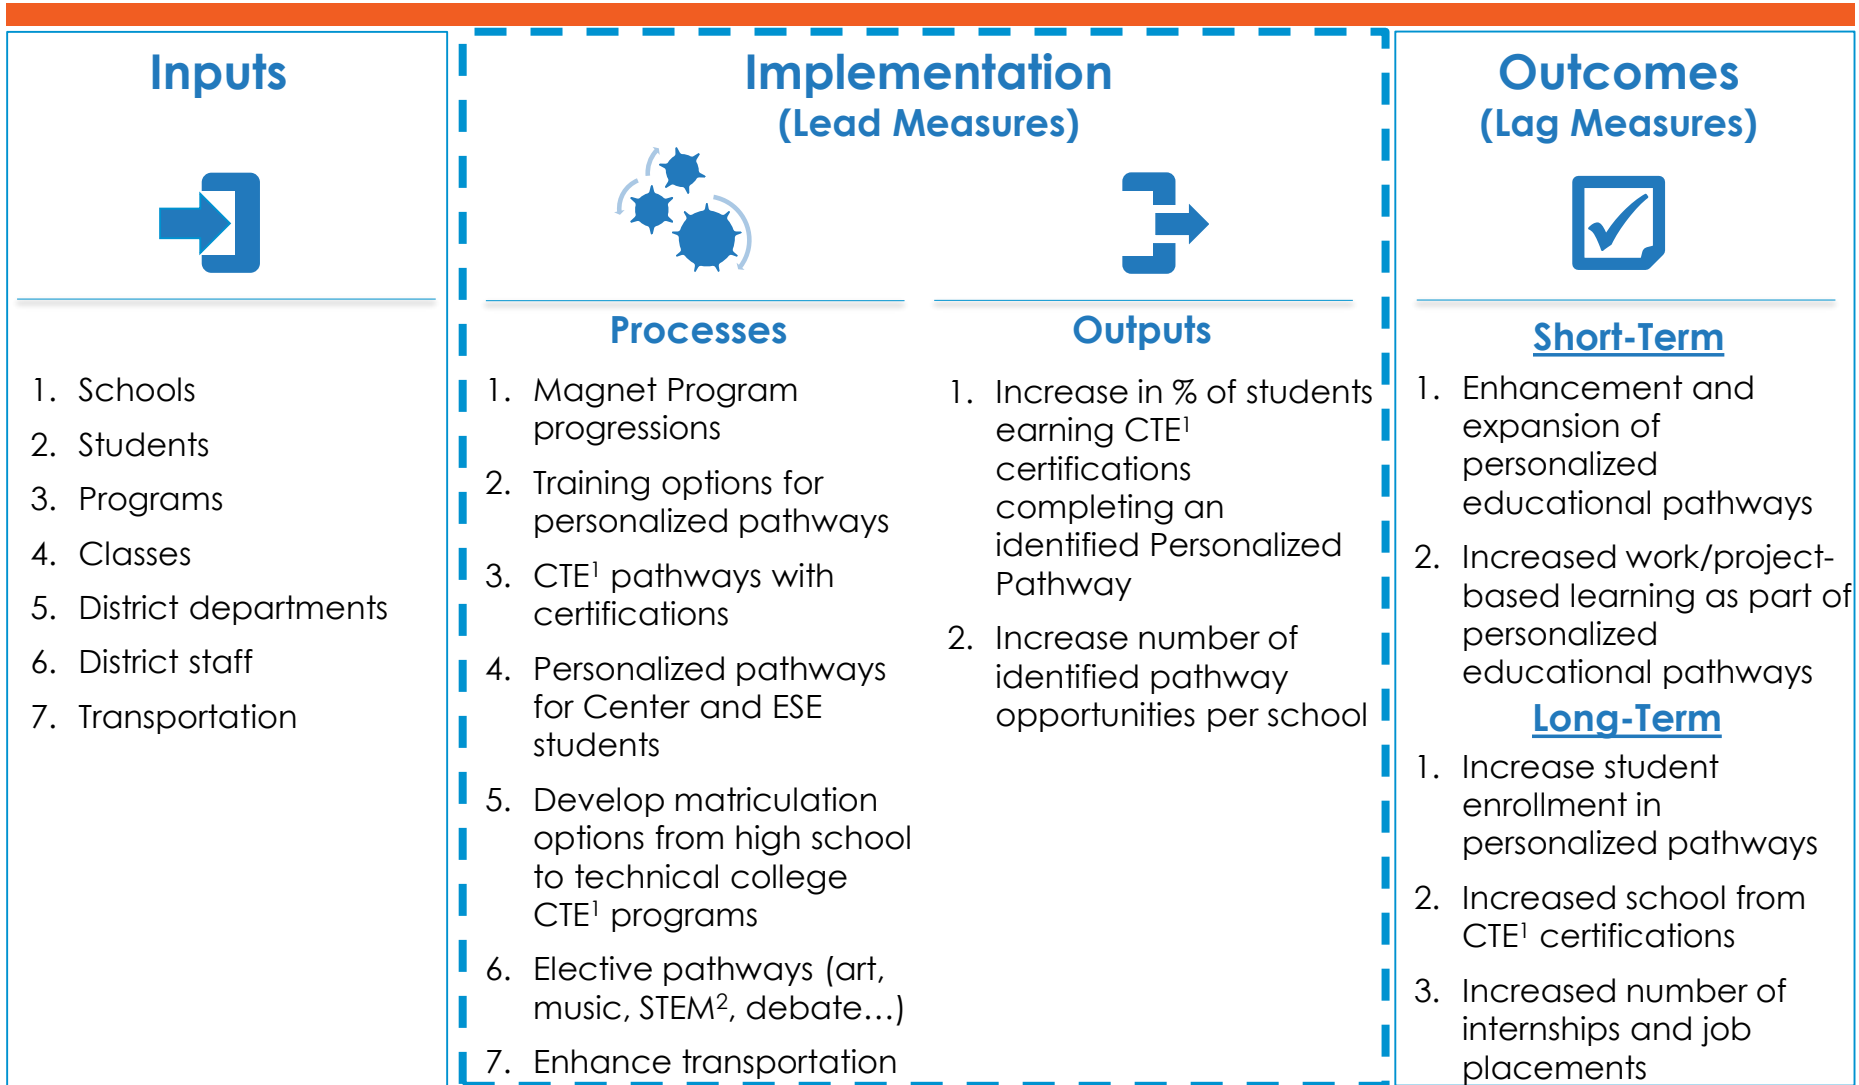 Inputs
1. Schools
2. Students
3. Programs
4. Classes
5. District departments
6. District staff
7. Transportation
Implementation
(Lead Measures)
Processes
1. Magnet Program
progressions
2. Training options for
personalized pathways
3. CTE¹ pathways with
certifications
4. Personalized pathways
for Center and ESE
students
5. Develop matriculation
options from high school
to technical college
CTE¹ programs
6. Elective pathways (art,
music, STEM², debate…)
7. Enhance transportation
Outputs
1. Increase in % of students
earning CTE¹
certifications
completing an
identified Personalized
Pathway
2. Increase number of
identified pathway
opportunities per school
Outcomes
(Lag Measures)
Short-Term
1. Enhancement and
expansion of
personalized
educational pathways
2. Increased work/project-
based learning as part of
personalized
educational pathways
Long-Term
1. Increase student
enrollment in
personalized pathways
2. Increased school from
CTE¹ certifications
3. Increased number of
internships and job
placements